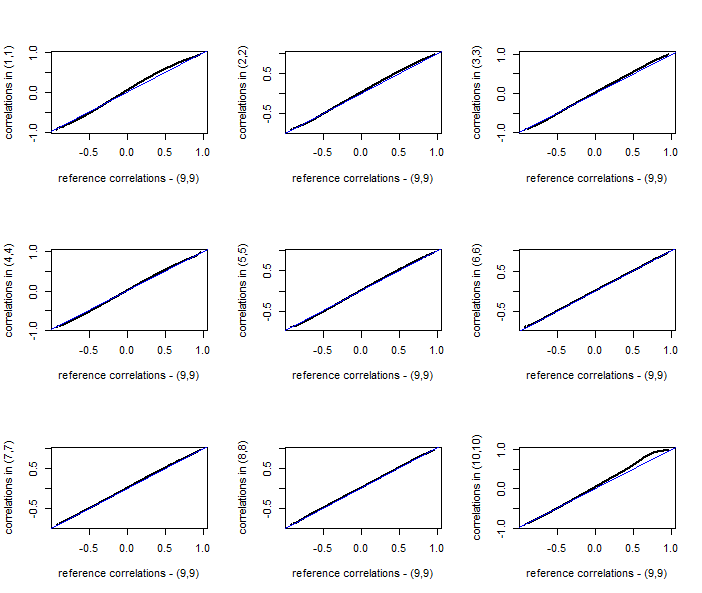 correlations in (1,1)
-1.0 0.0 1.0
-0.5 0.0 0.5 1.0
reference correlations - (9,9)
correlations in (2,2)
-0.5 0.5
-0.5 0.0 0.5 1.0
reference correlations - (9,9)
correlations in (3,3)
-1.0 0.0 1.0
-0.5 0.0 0.5 1.0
reference correlations - (9,9)
correlations in (4,4)
-1.0 0.0 1.0
-0.5 0.0 0.5 1.0
reference correlations - (9,9)
correlations in (5,5)
-0.5 0.5
-0.5 0.0 0.5 1.0
reference correlations - (9,9)
correlations in (6,6)
-0.5 0.5
-0.5 0.0 0.5 1.0
reference correlations - (9,9)
correlations in (7,7)
-0.5 0.5
-0.5 0.0 0.5 1.0
reference correlations - (9,9)
correlations in (8,8)
-0.5 0.5
-0.5 0.0 0.5 1.0
reference correlations - (9,9)
correlations in (10,10)
-1.0 0.0 1.0
-0.5 0.0 0.5 1.0
reference correlations - (9,9)